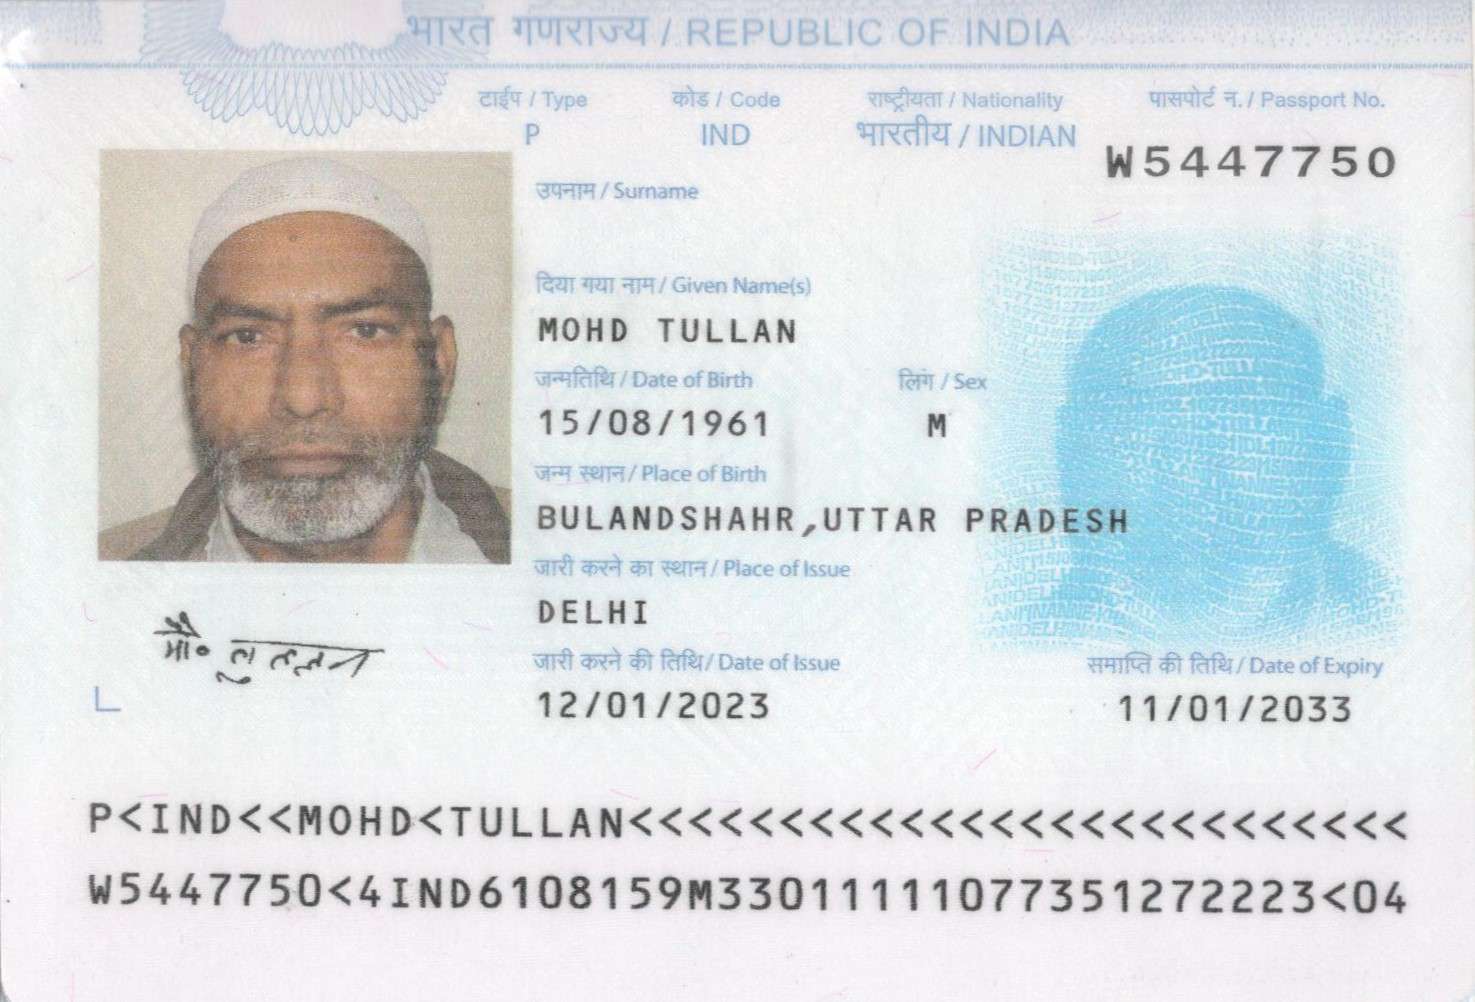 भारत गणराज्य / REPUBLIC OF INDIA
टाईप / Type कोड / Code राष्ट्रीयता / Nationality पासपोर्ट न. / Passport No.
P IND भारतीय / INDIAN W5447750
उपनाम / Surname
दिया गया नाम / Given Name(s)
MOHD TULLAN
जन्मतिथि / Date of Birth लिंग / Sex
15/08/1961 M
जन्म स्थान / Place of Birth
BULANDSHAHR,UTTAR PRADESH
जारी करने का स्थान / Place of Issue
DELHI
मौ० लुललन
जारी करने की तिथि / Date of Issue समाप्ति की तिथि / Date of Expiry
12/01/2023 11/01/2033
P<IND<<MOHD<TULLAN<<<<<<<<<<<<<<<<<<<<<<<<<<
W5447750<4IND6108159M3301111077351272223<04